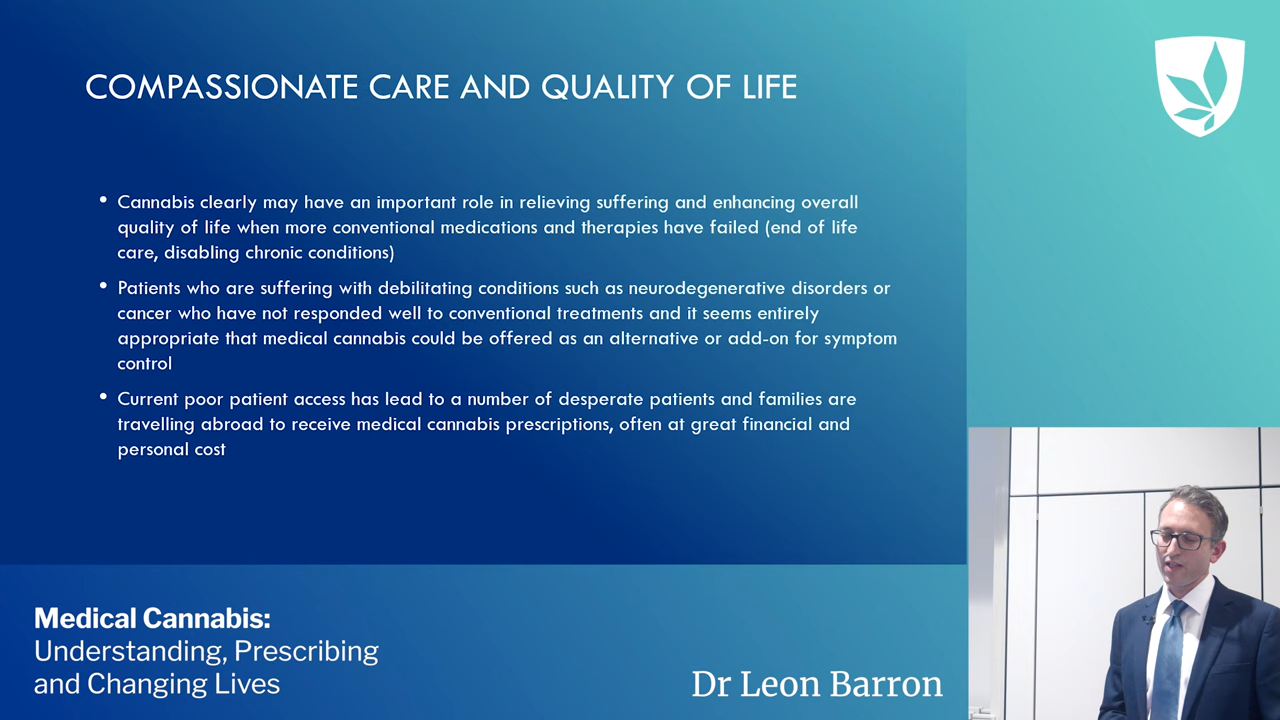 COMPASSIONATE CARE AND QUALITY OF LIFE
• Cannabis clearly may have an important role in relieving suffering and enhancing overall
quality of life when more conventional medications and therapies have failed (end of life
care, disabling chronic conditions)
• Patients who are suffering with debilitating conditions such as neurodegenerative disorders or
cancer who have not responded well to conventional treatments and it seems entirely
appropriate that medical cannabis could be offered as an alternative or add-on for symptom
control
• Current poor patient access has lead to a number of desperate patients and families are
travelling abroad to receive medical cannabis prescriptions, often at great financial and
personal cost
Medical Cannabis:
Understanding, Prescribing
and Changing Lives
Dr Leon Barron